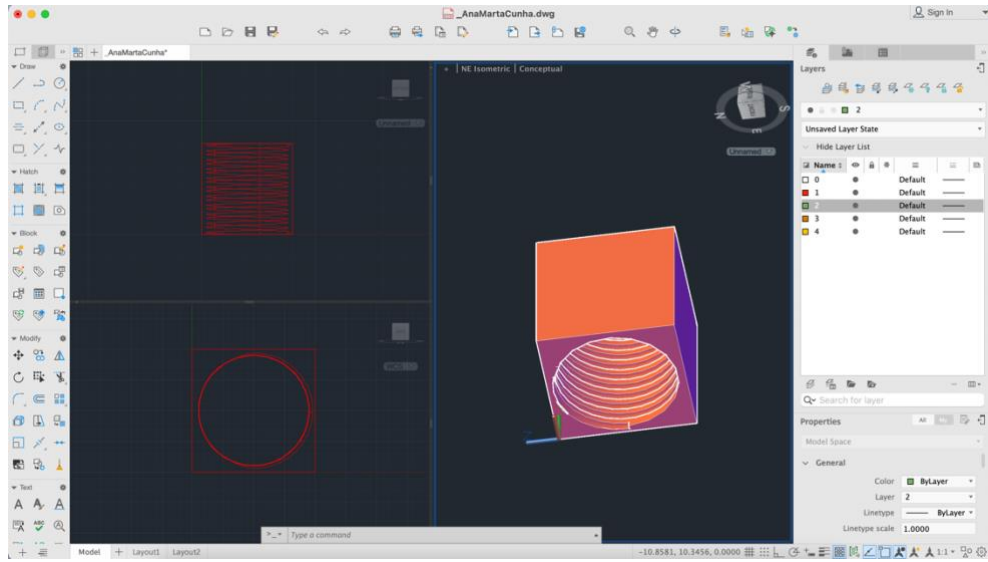 _AnaMartaCunha.dwg
Sign In
_AnaMartaCunha*
Draw
Hatch
Block
Modify
Text
Unnamed
WCS
NE Isometric | Conceptual
N
S
E
Unnamed
Type a command
Layers
2
Unsaved Layer State
Hide Layer List
Name
0 Default
1 Default
2 Default
3 Default
4 Default
Search for layer
Properties
All
Model Space
General
Color ByLayer
Layer 2
Linetype ByLayer
Linetype scale 1.0000
Model Layout1 Layout2
-10.8581, 10.3456, 0.0000
1:1